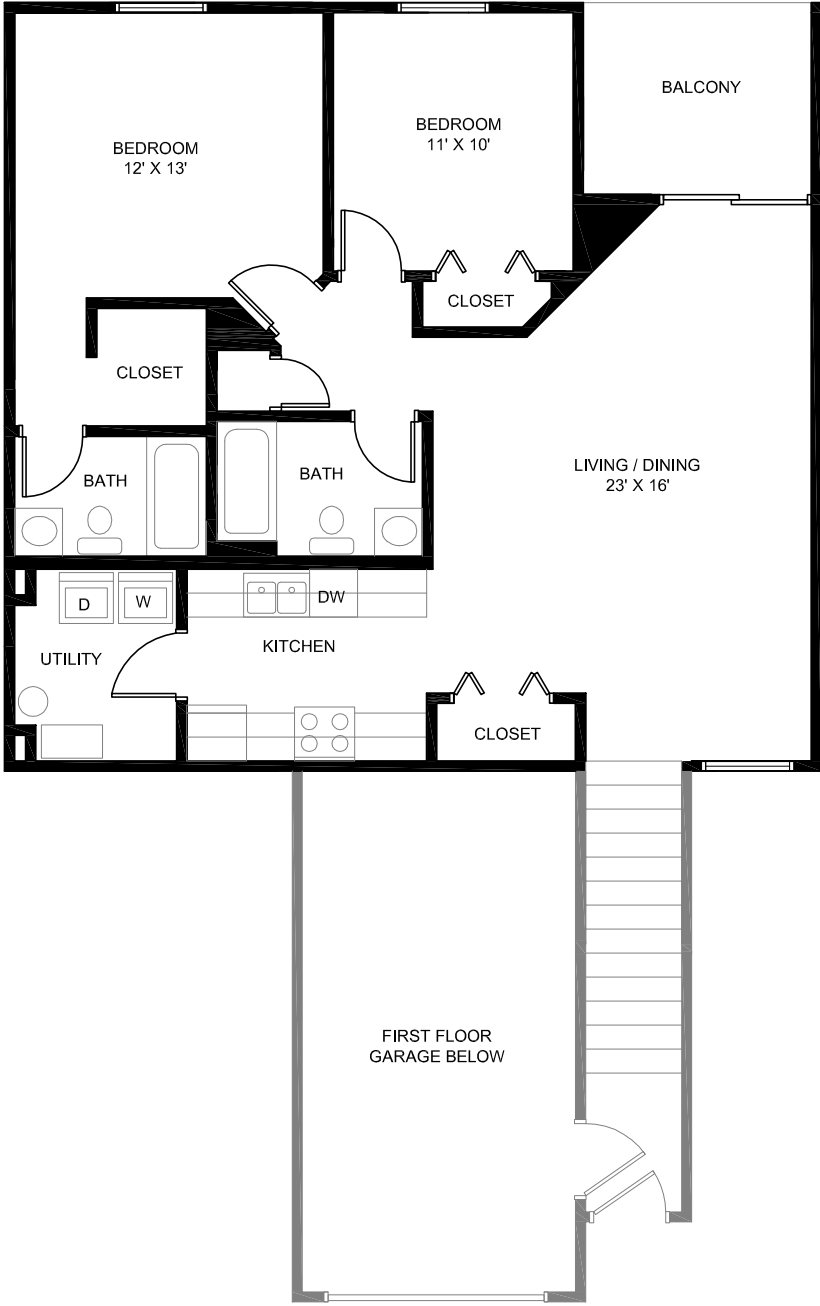 BALCONY
BEDROOM
12' X 13'
BEDROOM
11' X 10'
CLOSET
CLOSET
LIVING / DINING
23' X 16'
BATH
BATH
D
W
DW
UTILITY
KITCHEN
CLOSET
FIRST FLOOR
GARAGE BELOW